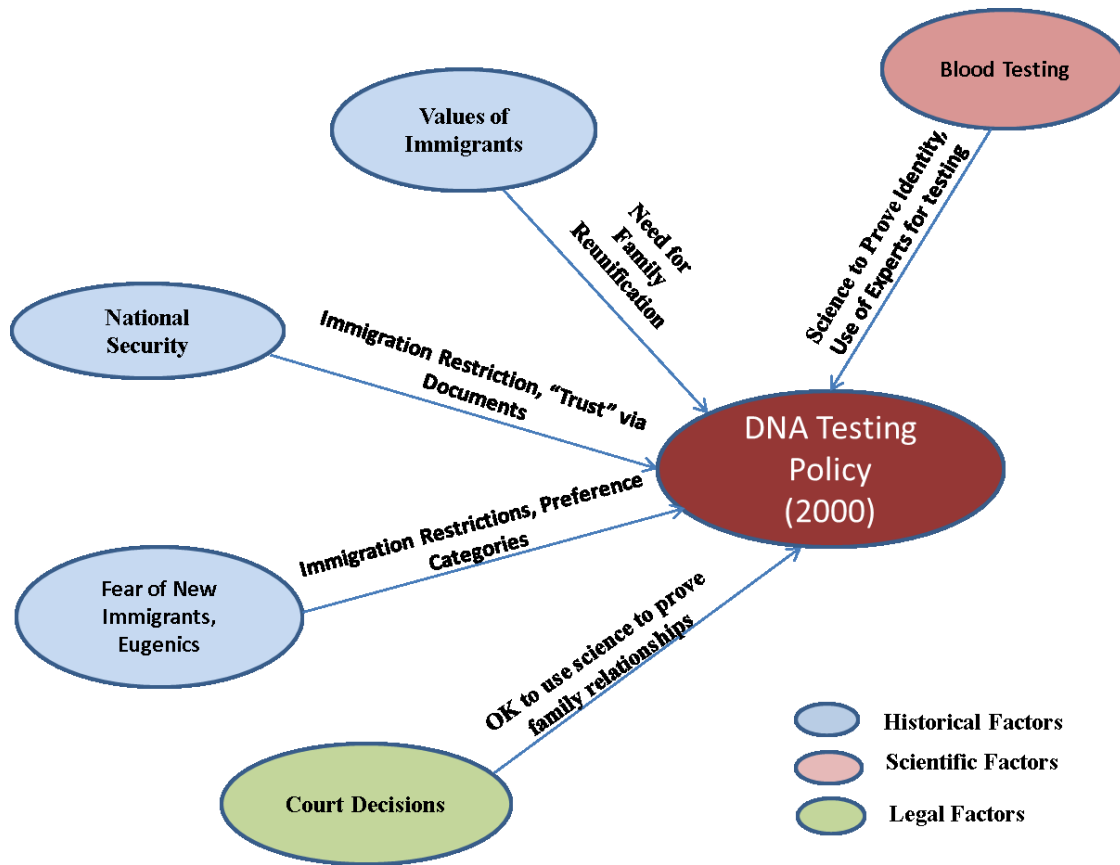 Blood Testing
Values of
Immigrants
Science to Prove Identity,
Use of Experts for testing
Need for
Family
Reunification
National
Security
Immigration Restriction, “Trust” via
Documents
DNA Testing
Policy
(2000)
Immigration Restrictions, Preference
Categories
Fear of New
Immigrants,
Eugenics
OK to use science to prove
family relationships
Court Decisions
Historical Factors
Scientific Factors
Legal Factors